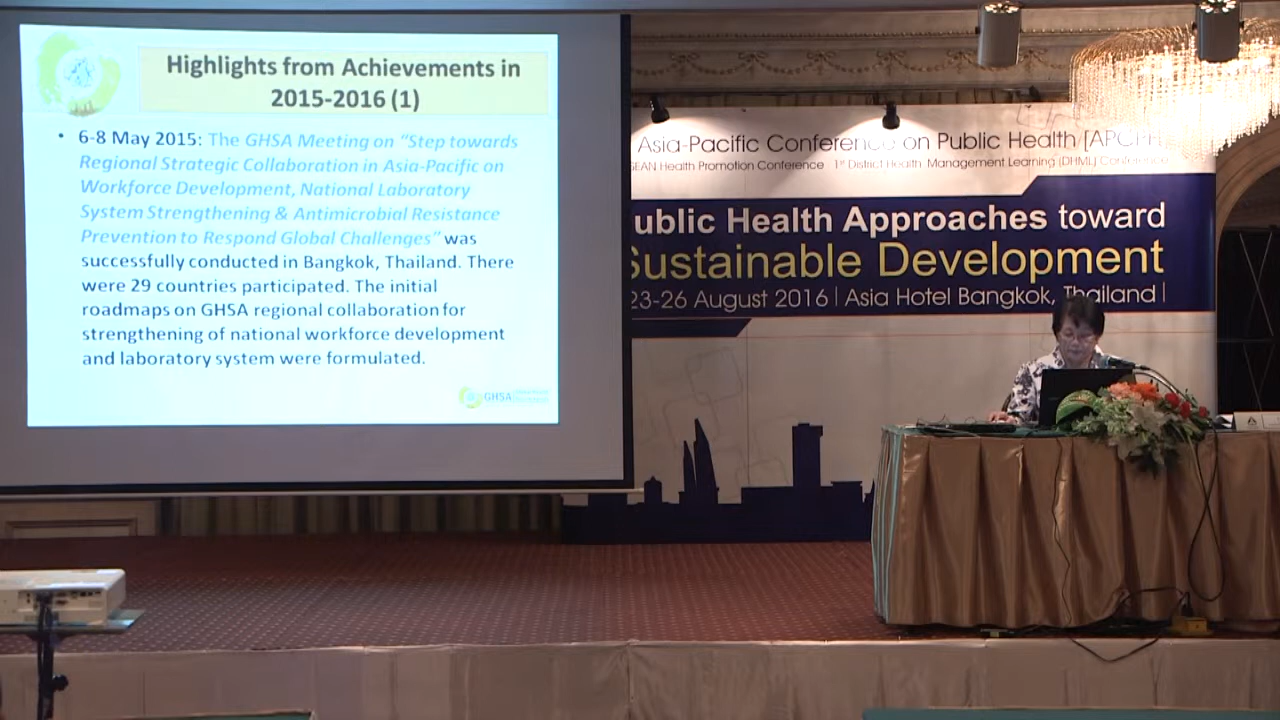 Highlights from Achievements in
2015-2016 (1)
• 6-8 May 2015: The GHSA Meeting on “Step towards
Regional Strategic Collaboration in Asia-Pacific on
Workforce Development, National Laboratory
System Strengthening & Antimicrobial Resistance
Prevention to Respond Global Challenges” was
successfully conducted in Bangkok, Thailand. There
were 29 countries participated. The initial
roadmaps on GHSA regional collaboration for
strengthening of national workforce development
and laboratory system were formulated.
GHSA
Asia-Pacific Conference on Public Health [APCPH
SEAN Health Promotion Conference 1st District Health Management Learning (DHML) Conference
ublic Health Approaches toward
Sustainable Development
23-26 August 2016 | Asia Hotel Bangkok, Thailand |